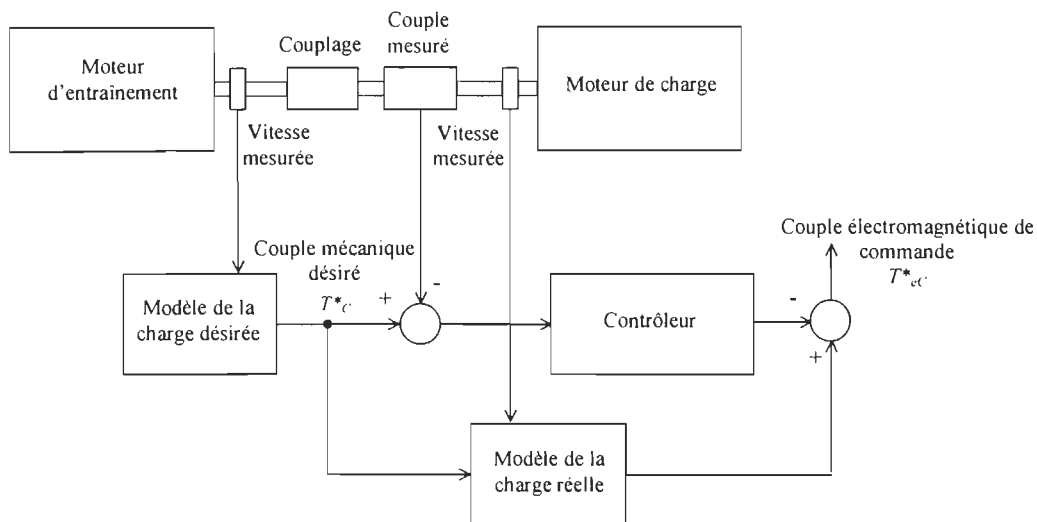 Moteur
d'entraînement
Couplage
Couple
mesuré
Moteur de charge
Vitesse
mesurée
Vitesse
mesurée
Couple mécanique
désiré
T*C
Couple électromagnétique de
commande
T*eC
Modèle de la
charge désirée
+
-
Contrôleur
-
+
Modèle de la
charge réelle